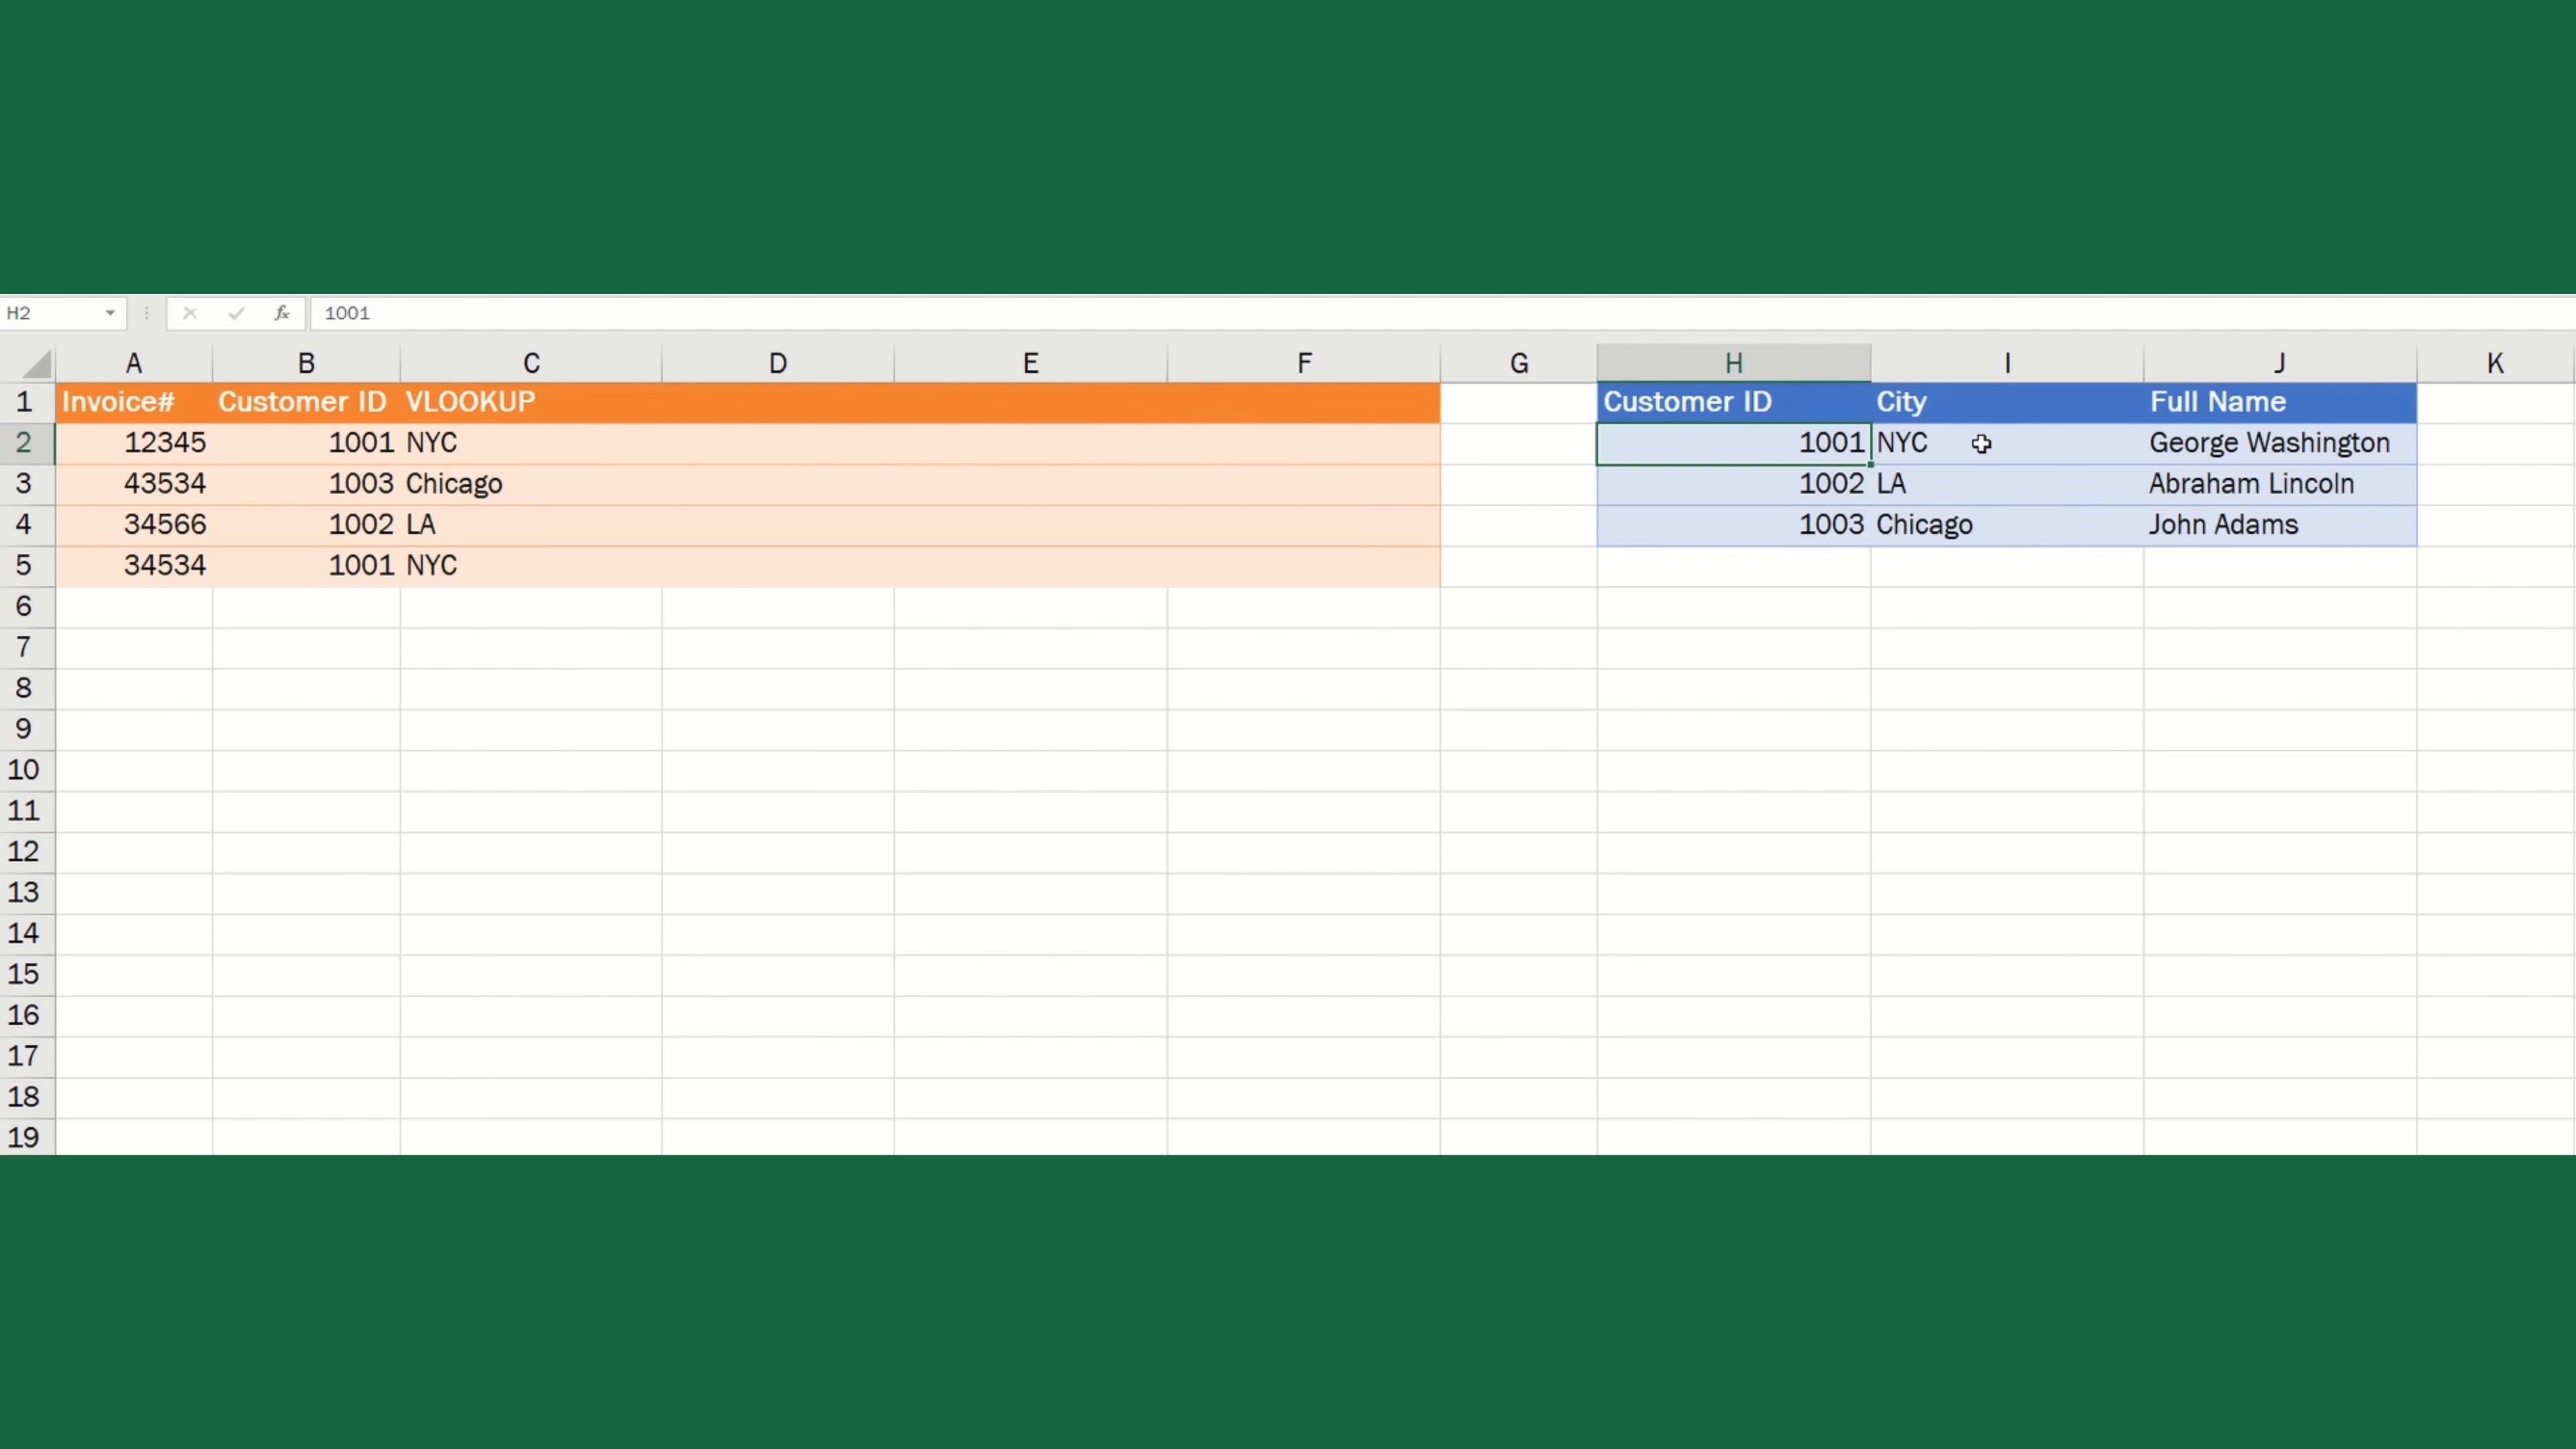 H2 fx 1001
A B C D E F G H I J K
1 Invoice# Customer ID VLOOKUP Customer ID City Full Name
2 12345 1001 NYC 1001 NYC George Washington
3 43534 1003 Chicago 1002 LA Abraham Lincoln
4 34566 1002 LA 1003 Chicago John Adams
5 34534 1001 NYC
6
7
8
9
10
11
12
13
14
15
16
17
18
19